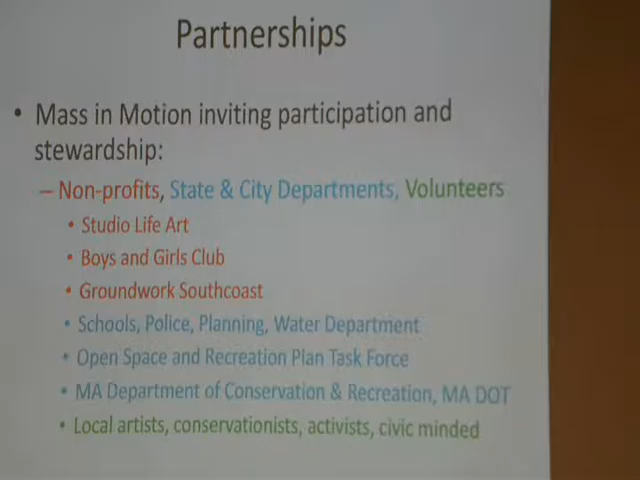 Partnerships
• Mass in Motion inviting participation and
stewardship:
– Non-profits, State & City Departments, Volunteers
• Studio Life Art
• Boys and Girls Club
• Groundwork Southcoast
• Schools, Police, Planning, Water Department
• Open Space and Recreation Plan Task Force
• MA Department of Conservation & Recreation, MA DOT
• Local artists, conservationists, activists, civic minded